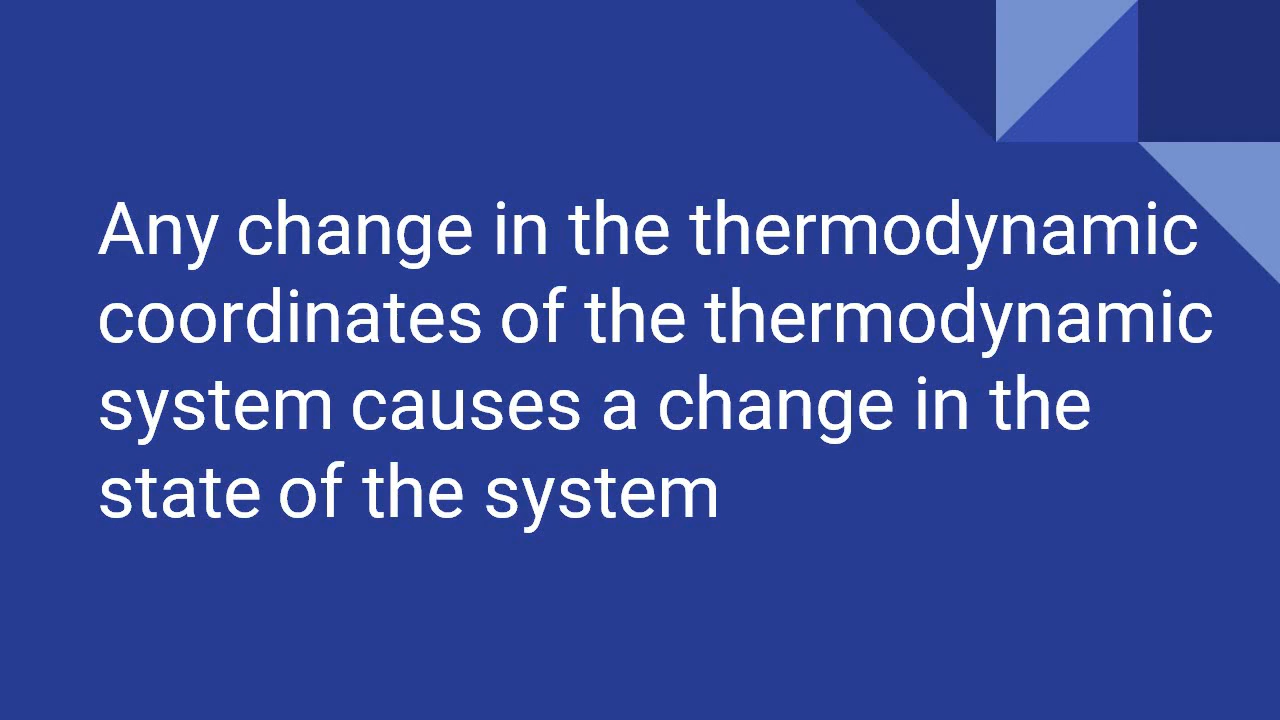 Any change in the thermodynamic
coordinates of the thermodynamic
system causes a change in the
state of the system